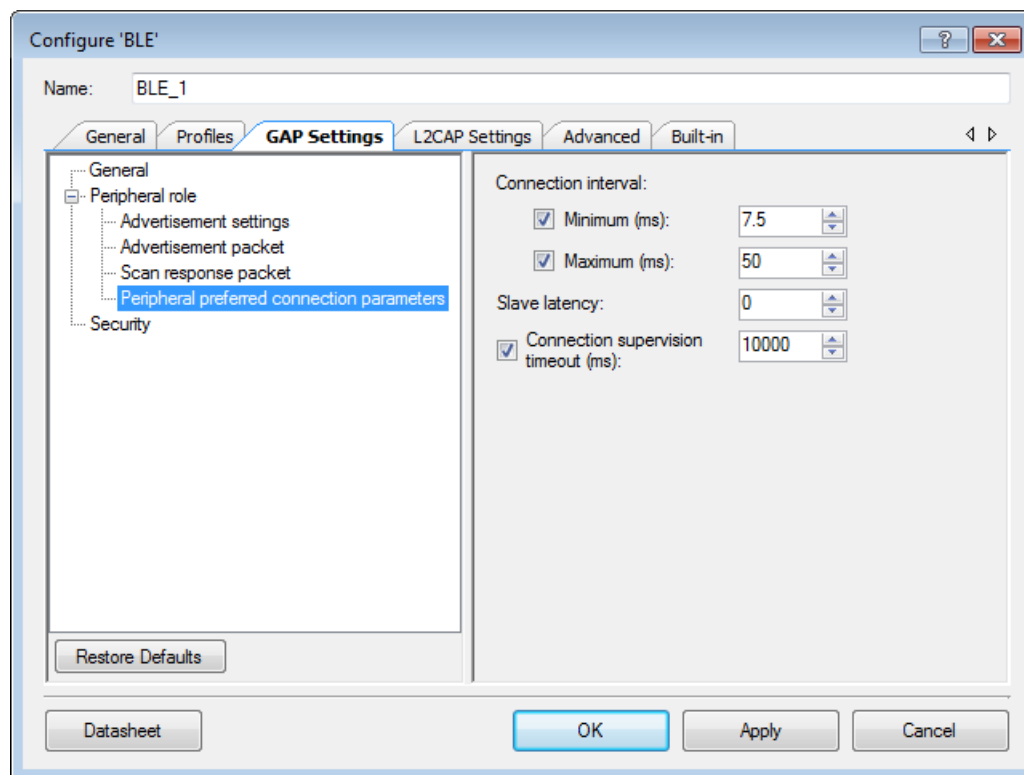 Configure 'BLE'
Name: BLE_1
General Profiles GAP Settings L2CAP Settings Advanced Built-in
General
Peripheral role
Advertisement settings
Advertisement packet
Scan response packet
Peripheral preferred connection parameters
Security
Restore Defaults
Connection interval:
Minimum (ms): 7.5
Maximum (ms): 50
Slave latency: 0
Connection supervision
timeout (ms): 10000
Datasheet OK Apply Cancel